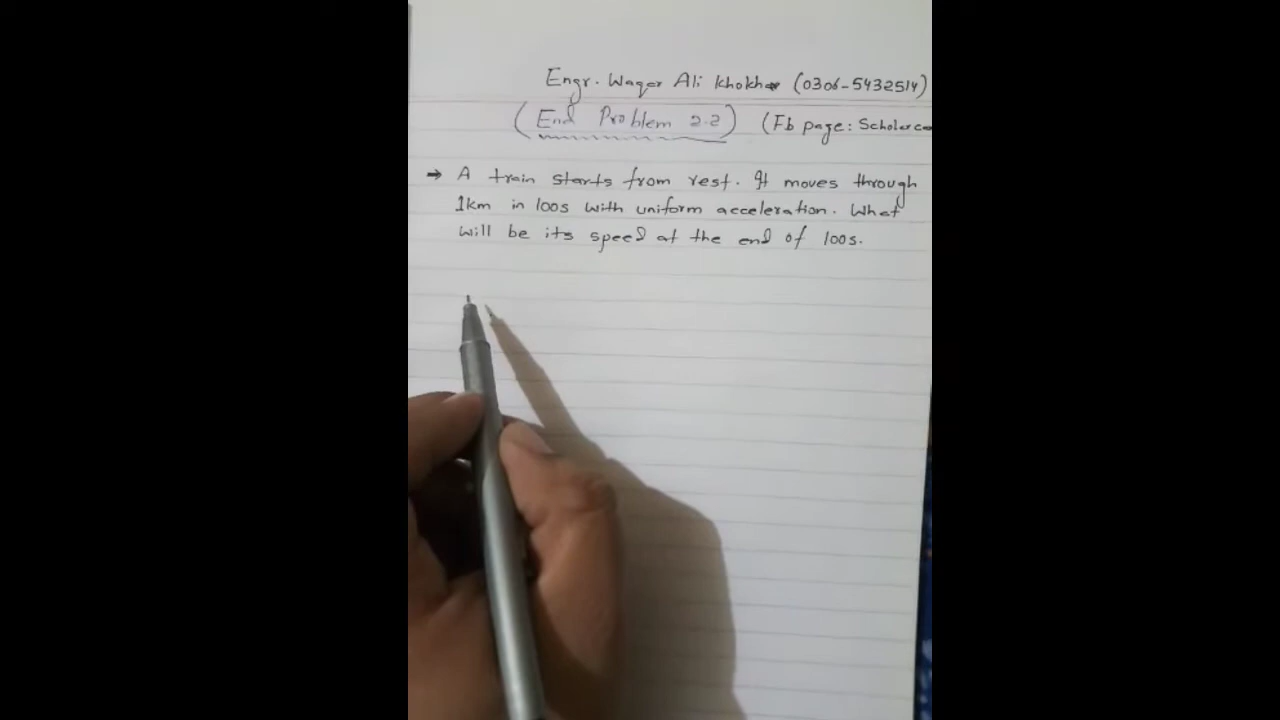 Engr. Waqar Ali Khokhar (0306-5432514)
(End Problem 2.2) (Fb page: Scholar
→ A train starts from rest. It moves through
1km in 100s with uniform acceleration. What
will be its speed at the end of 100s.